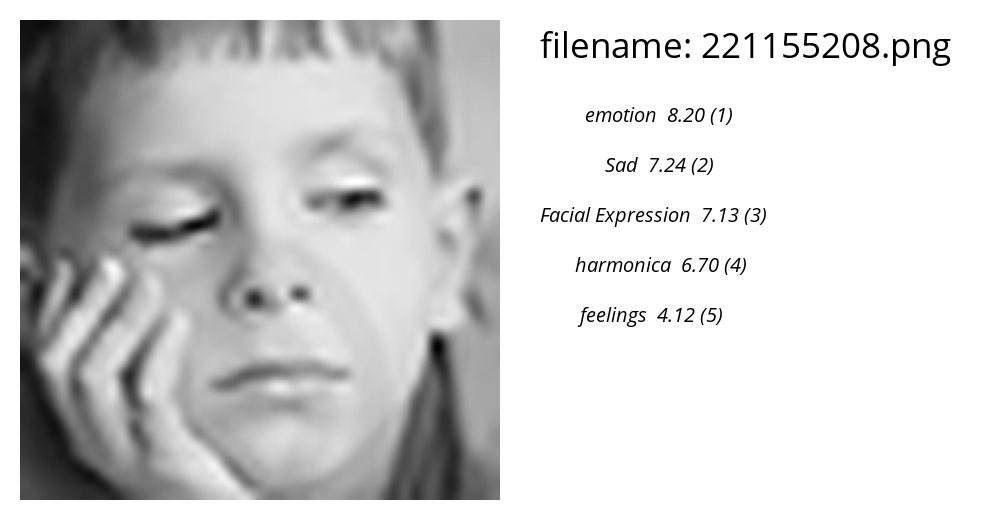 filename: 221155208.png
emotion 8.20 (1)
Sad 7.24 (2)
Facial Expression 7.13 (3)
harmonica 6.70 (4)
feelings 4.12 (5)